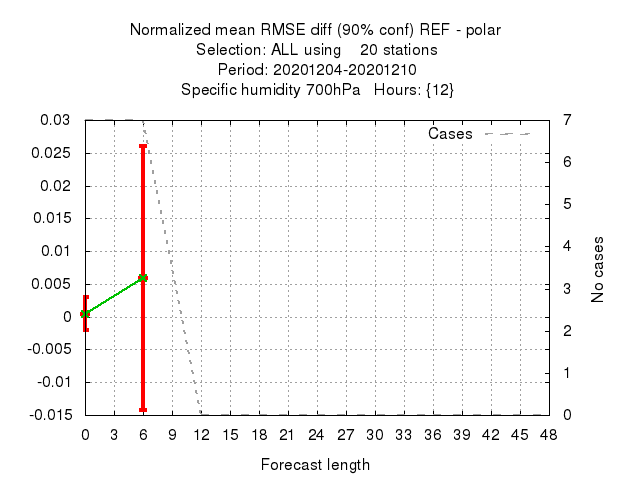 Normalized mean RMSE diff (90% conf) REF - polar
Selection: ALL using    20 stations
Period: 20201204-20201210
Specific humidity 700hPa   Hours: {12}
Cases
0.03
0.025
0.02
0.015
0.01
0.005
0
-0.005
-0.01
-0.015
7
6
5
4
3
2
1
0
No cases
0 3 6 9 12 15 18 21 24 27 30 33 36 39 42 45 48
Forecast length